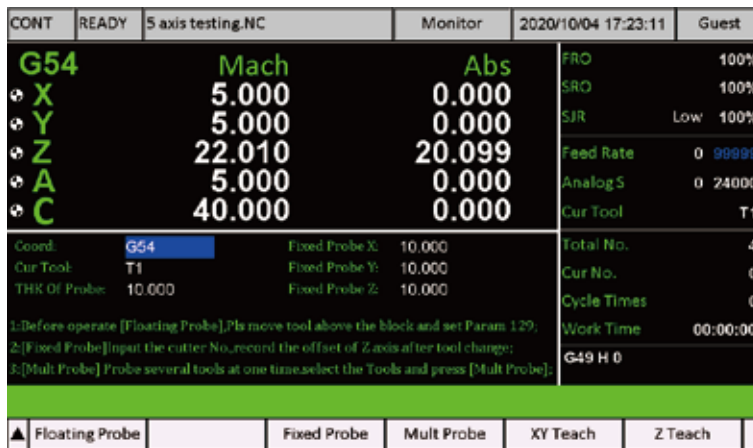 CONT READY 5 axis testing.NC Monitor 2020/10/04 17:23:11 Guest
G54 Mach Abs
X 5.000 0.000
Y 5.000 0.000
Z 22.010 20.099
A 5.000 0.000
C 40.000 0.000
FRO 100%
SRO 100%
SJR Low 100%
Feed Rate 0 99999
Analog S 0 24000
Cur Tool T1
Coord: G54 Fixed Probe X: 10.000
Cur Tool: T1 Fixed Probe Y: 10.000
THK Of Probe: 10.000 Fixed Probe Z: 10.000
1:Before operate [Floating Probe],Pls move tool above the block and set Param 129;
2:[Fixed Probe]Input the cutter No.,record the offset of Z axis after tool change;
3:[Mult Probe] Probe several tools at one time.select the Tools and press [Mult Probe];
Total No.
Cur No.
Cycle Times
Work Time 00:00:00
G49 H 0
▲ Floating Probe Fixed Probe Mult Probe XY Teach Z Teach